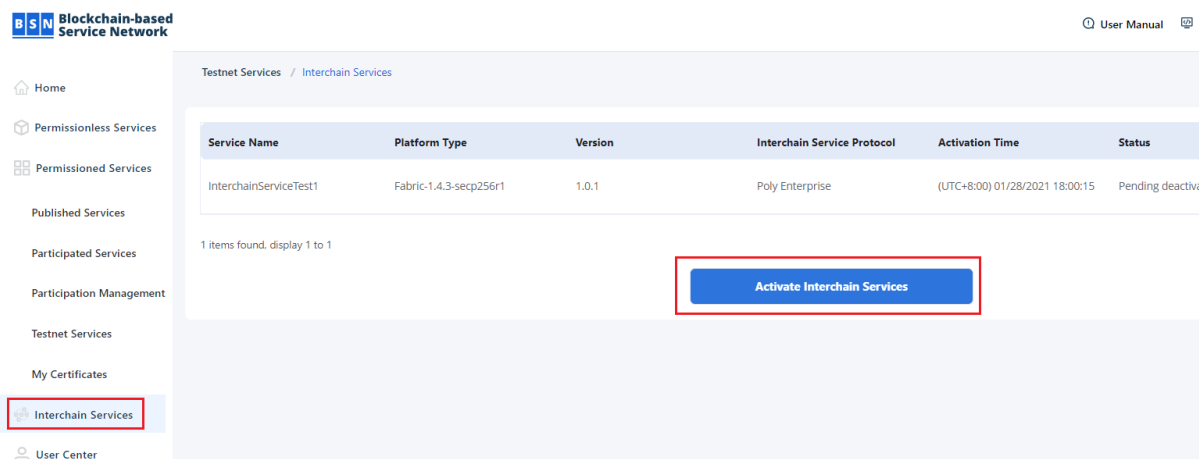 BSN Blockchain-based
Service Network
User Manual
Home
Permissionless Services
Permissioned Services
Published Services
Participated Services
Participation Management
Testnet Services
My Certificates
Interchain Services
User Center
Testnet Services / Interchain Services
Service Name Platform Type Version Interchain Service Protocol Activation Time Status
InterchainServiceTest1 Fabric-1.4.3-secp256r1 1.0.1 Poly Enterprise (UTC+8:00) 01/28/2021 18:00:15 Pending deactiva
1 items found, display 1 to 1
Activate Interchain Services